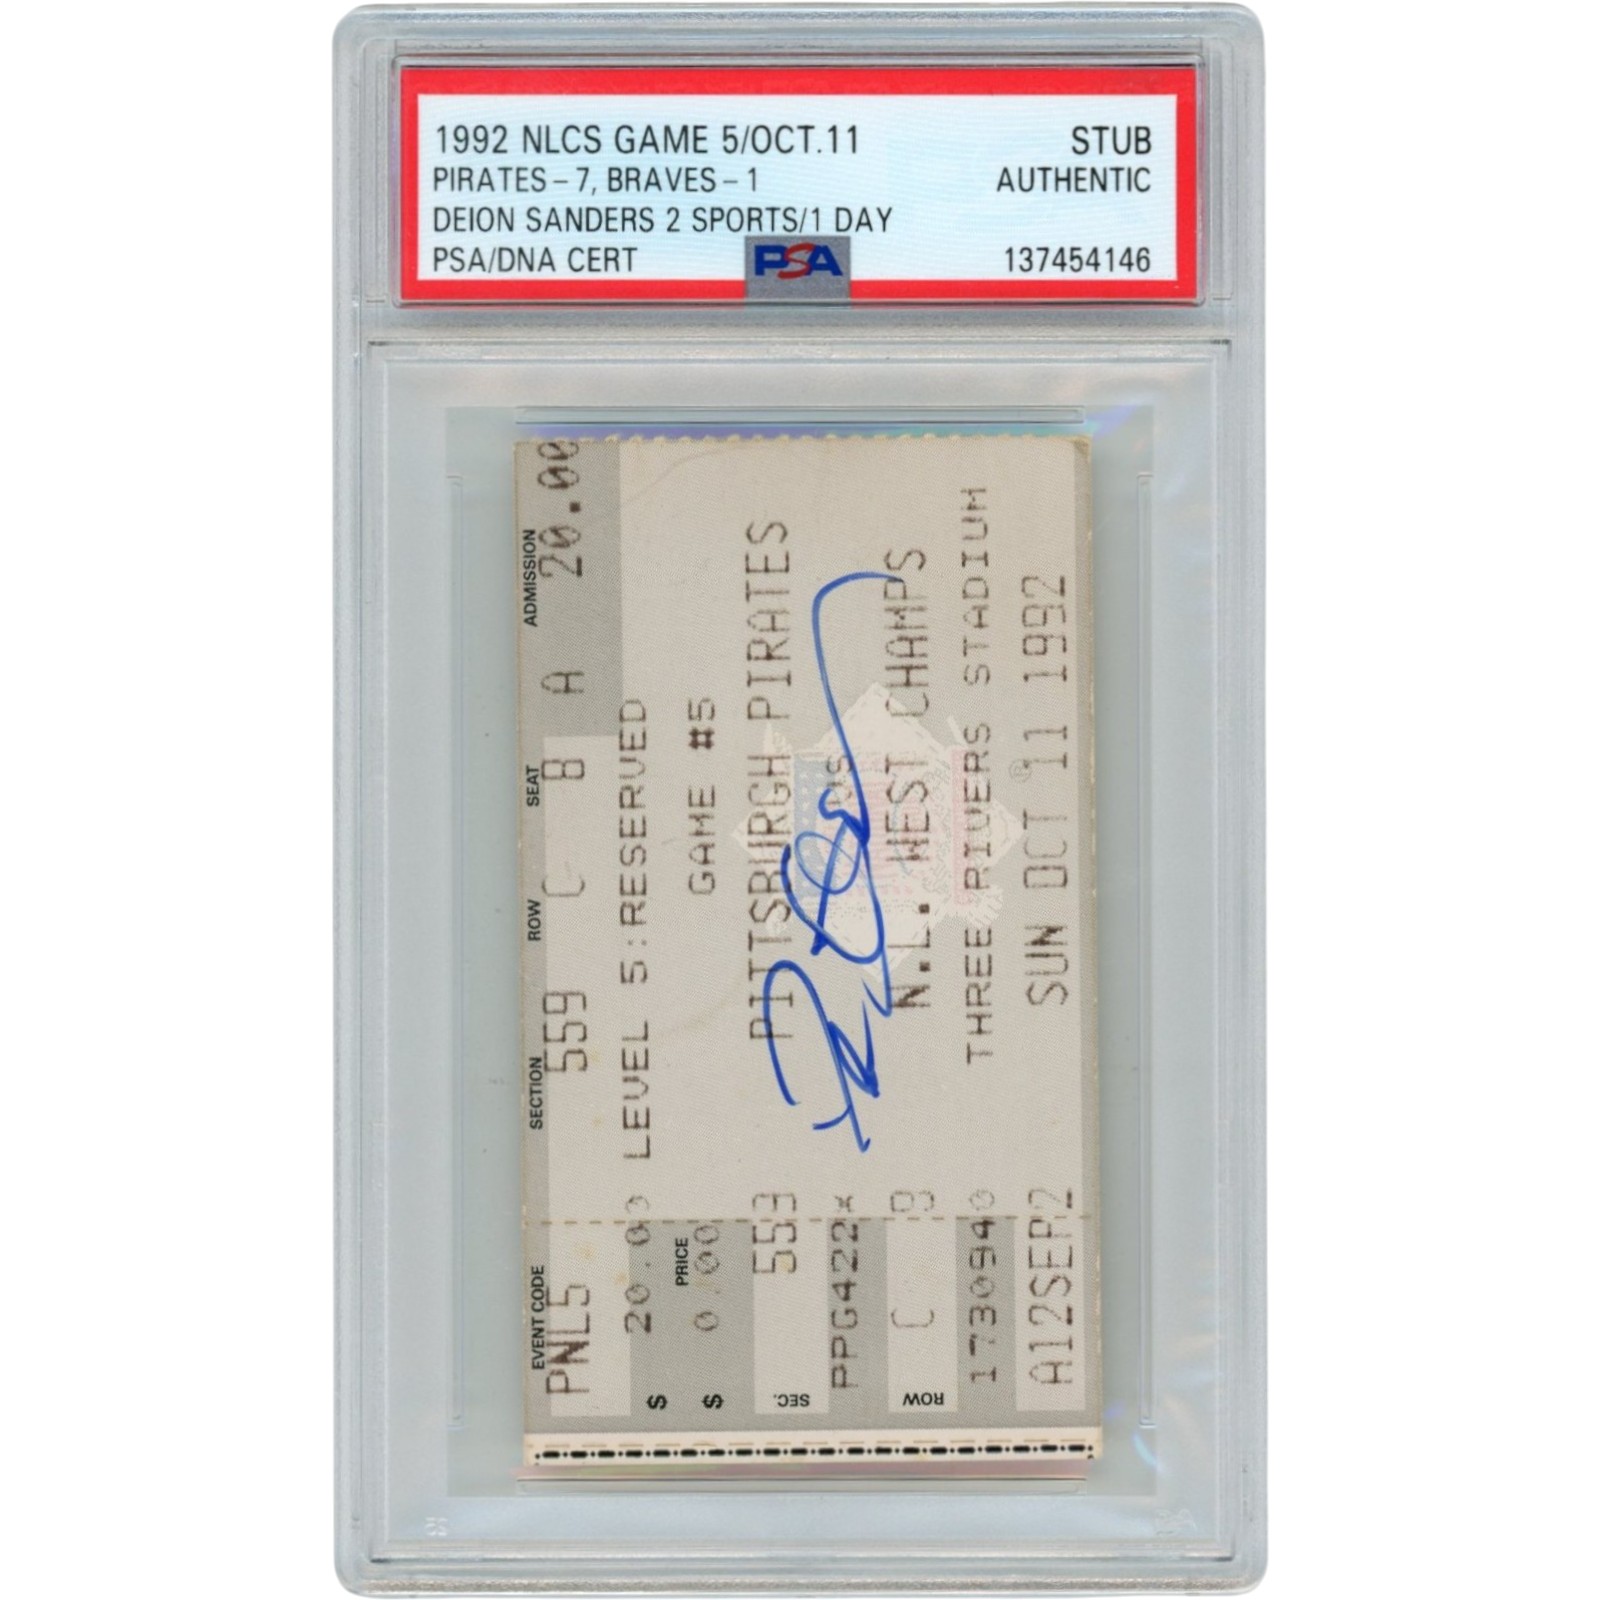 1992 NLCS GAME 5/OCT.11
STUB
PIRATES-7, BRAVES-1
AUTHENTIC
DEION SANDERS 2 SPORTS/1 DAY
PSA/DNA CERT
PSA
137454146
EVENT CODE
SECTION
ROW
SEAT
ADMISSION
PNL5
559
C
8
A
20.00
$ 20.00
LEVEL 5:RESERVED
PRICE
$ 0.00
GAME #5
SEC.
559
PITTSBURGH PIRATES
PPG422X
VS
ROW
C 8
N.L. WEST CHAMPS
1730940
THREE RIVERS STADIUM
A12SEP2
SUN OCT 11 1992
®